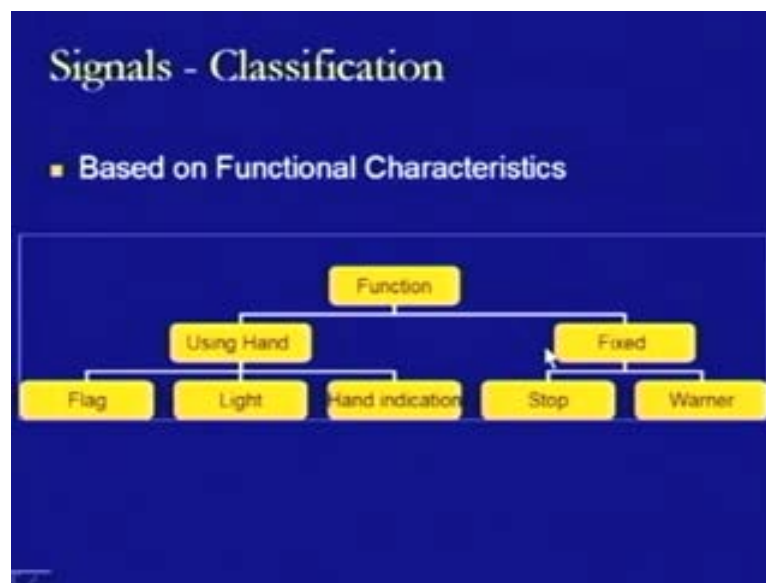 Signals - Classification
Based on Functional Characteristics
Function
Using Hand Fixed
Flag Light Hand indication Stop Warner